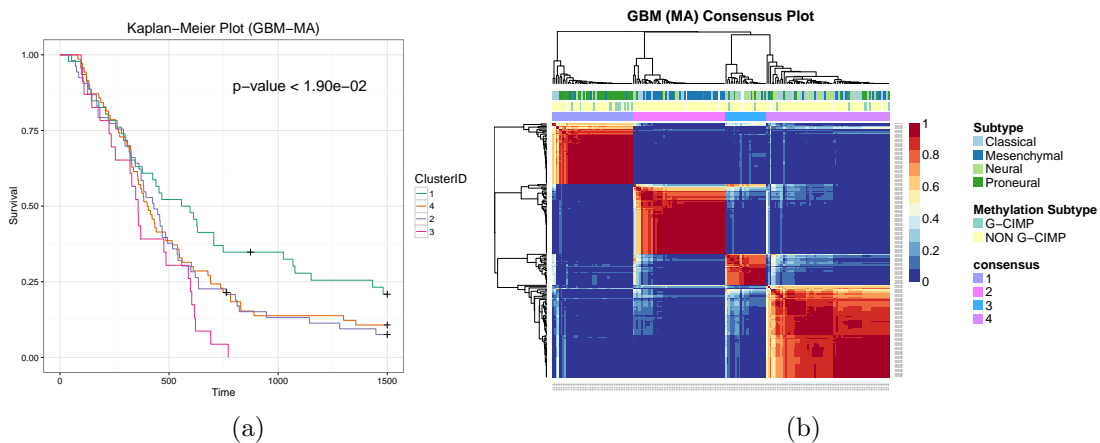 Kaplan−Meier Plot (GBM−MA)
p-value < 1.90e−02
1.00
0.75
0.50
0.25
0.00
Survival
0
500
1000
1500
Time
ClusterID
1
4
2
3
(a)
GBM (MA) Consensus Plot
1
0.8
0.6
0.4
0.2
0
Subtype
Classical
Mesenchymal
Neural
Proneural
Methylation Subtype
G−CIMP
NON G−CIMP
consensus
1
2
3
4
(b)